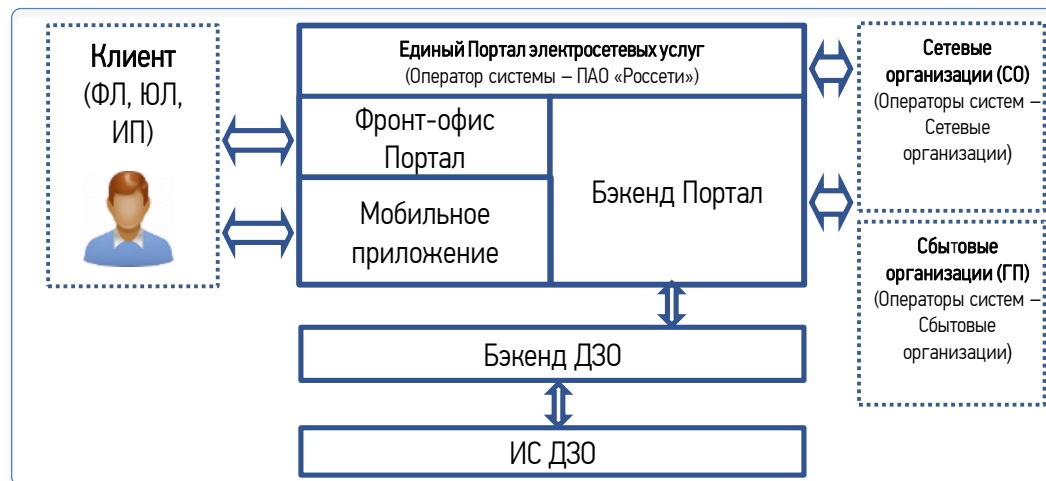 Клиент
(ФЛ, ЮЛ,
ИП)
Единый Портал электросетевых услуг
(Оператор системы – ПАО «Россети»)
Фронт-офис
Портал
Мобильное
приложение
Бэкенд Портал
Бэкенд ДЗО
ИС ДЗО
Сетевые
организации (СО)
(Операторы систем –
Сетевые
организации)
Сбытовые
организации (ГП)
(Операторы систем –
Сбытовые
организации)